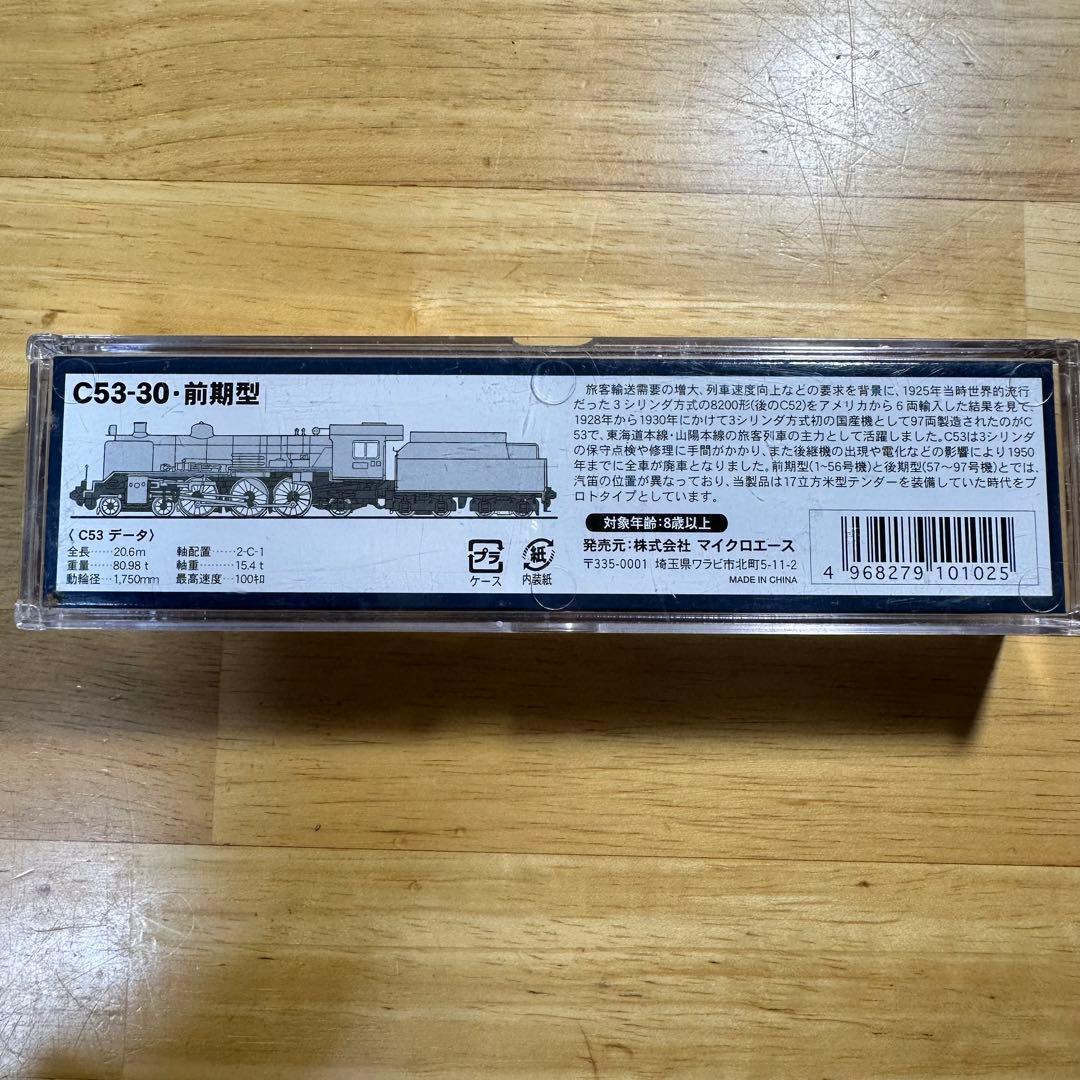 C53-30・前期型
〈 C53 データ〉
全長……20.6m 軸配置……2-C-1
重量……80.98 t 軸重……15.4 t
動輪径…1,750mm 最高速度…100キロ
旅客輸送需要の増大、列車速度向上などの要求を背景に、1925年当時世界的流行
だった3シリンダ方式の8200形(後のC52)をアメリカから6両輸入した結果を見て、
1928年から1930年にかけて3シリンダ方式初の国産機として97両製造されたのがC
53で、東海道本線・山陽本線の旅客列車の主力として活躍しました。C53は3シリンダ
の保守点検や修理に手間がかかり、また後継機の出現や電化などの影響により1950
年までに全車が廃車となりました。前期型(1~56号機)と後期型(57~97号機)とでは、
汽笛の位置が異なっており、当製品は17立方米型テンダーを装備していた時代をプ
ロトタイプとしています。
対象年齢:8歳以上
プラ
ケース
紙
内装紙
発売元:株式会社 マイクロエース
〒335-0001 埼玉県ワラビ市北町5-11-2
MADE IN CHINA
4 968279 101025